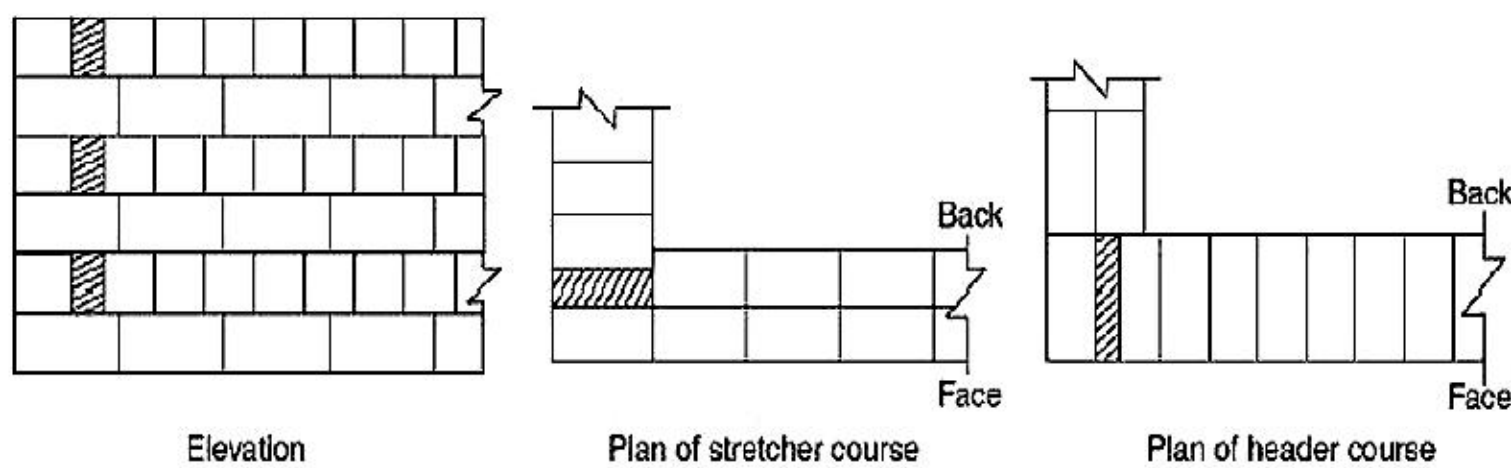 Back
Back
Face
Face
Elevation
Plan of stretcher course
Plan of header course